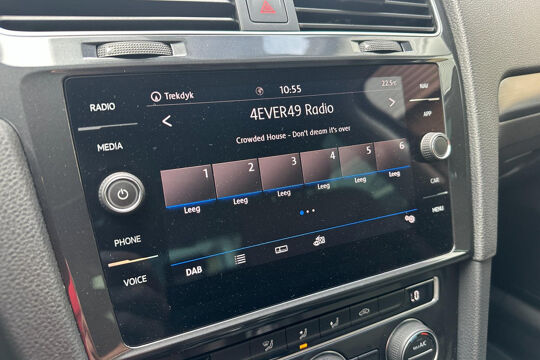 RADIO
MEDIA
PHONE
VOICE
Trekdyk 10:55 22.5°C
4EVER49 Radio
Crowded House - Don't dream it's over
1 2 3 4 5 6
Leeg Leeg Leeg Leeg Leeg Leeg
DAB
NAV
APP
CAR
MENU
MAX A/C